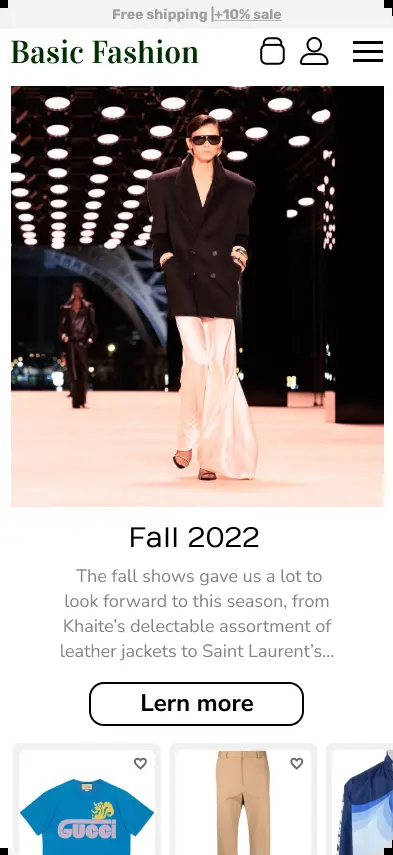 Free shipping |+10% sale
Basic Fashion
Fall 2022
The fall shows gave us a lot to
look forward to this season, from
Khaite’s delectable assortment of
leather jackets to Saint Laurent’s...
Lern more
GUCCI